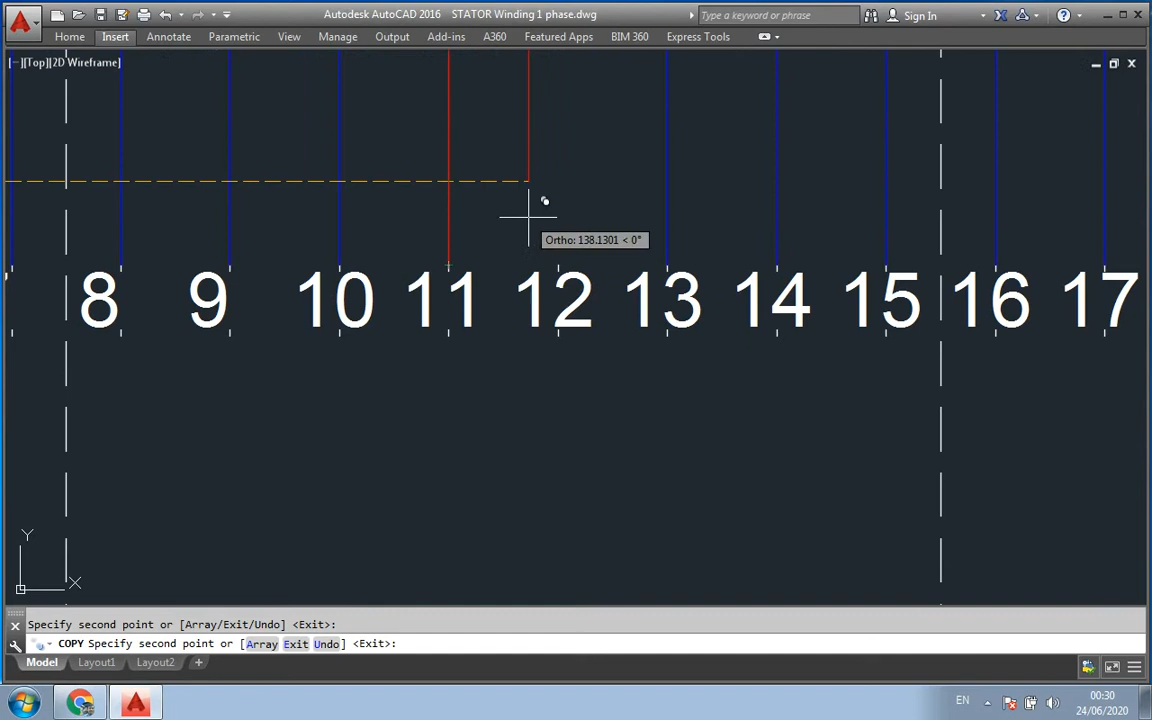 Autodesk AutoCAD 2016 STATOR Winding 1 phase.dwg
Type a keyword or phrase
Sign In
Home Insert Annotate Parametric View Manage Output Add-ins A360 Featured Apps BIM 360 Express Tools
[−][Top][2D Wireframe]
Ortho: 138.1301 < 0°
8 9 10 11 12 13 14 15 16 17
Y
X
Specify second point or [Array/Exit/Undo] <Exit>:
COPY Specify second point or [Array Exit Undo] <Exit>:
Model Layout1 Layout2 +
EN
00:30
24/06/2020